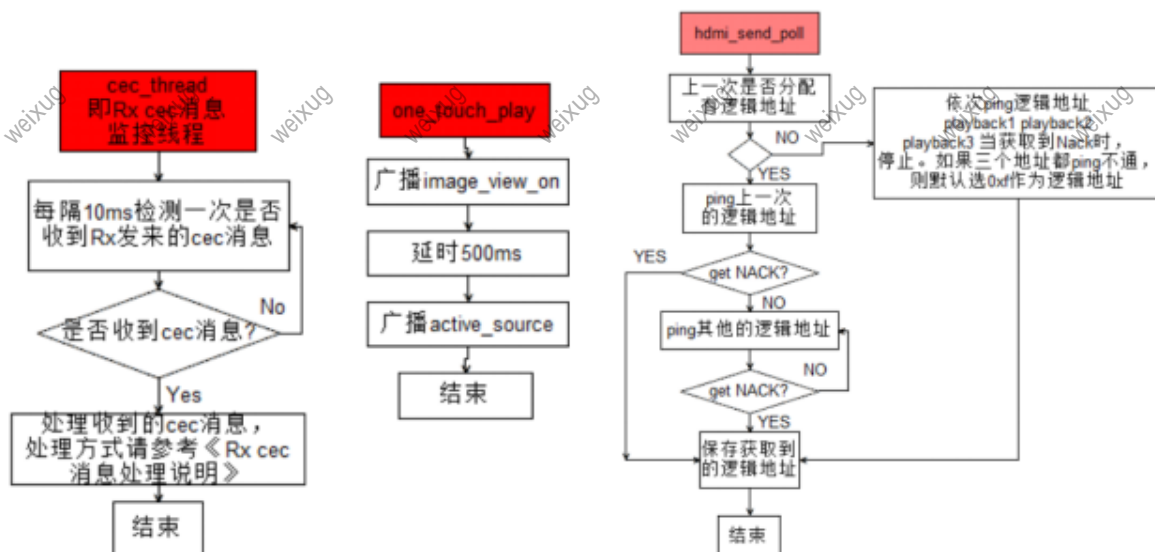 cec_thread
即Rx cec消息
监控线程
每隔10ms检测一次是否
收到Rx发来的cec消息
是否收到cec消息?
No
Yes
处理收到的cec消息，
处理方式请参考《Rx cec
消息处理说明》
结束
one_touch_play
广播image_view_on
延时500ms
广播active_source
结束
hdmi_send_poll
上一次是否分配
有逻辑地址
NO
依次ping逻辑地址
playback1 playback2
playback3 当获取到Nack时，
停止。如果三个地址都ping不通，
则默认选0xf作为逻辑地址
YES
ping上一次
的逻辑地址
YES
get NACK?
NO
ping其他的逻辑地址
NO
get NACK?
YES
保存获取到
的逻辑地址
结束
weixug
weixug
weixug
weixug
weixug
weixug
weixug